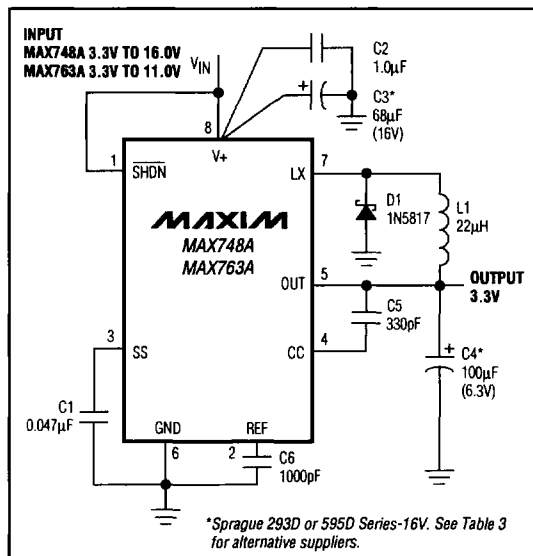 INPUT
MAX748A 3.3V TO 16.0V
MAX763A 3.3V TO 11.0V
VIN
C2
1.0µF
+
C3*
68µF
(16V)
8
V+
1
SHDN
LX
7
D1
1N5817
L1
22µH
MAXIM
MAX748A
MAX763A
OUT
5
OUTPUT
3.3V
C5
330pF
CC
4
+
C4*
100µF
(6.3V)
3
SS
C1
0.047µF
GND
6
REF
2
C6
1000pF
*Sprague 293D or 595D Series-16V. See Table 3
for alternative suppliers.